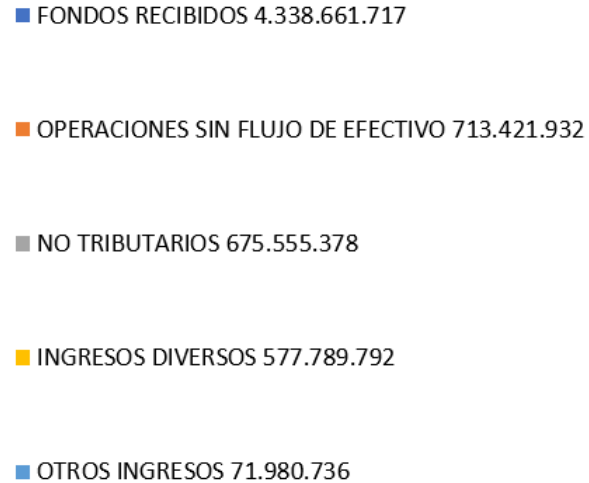 FONDOS RECIBIDOS 4.338.661.717
OPERACIONES SIN FLUJO DE EFECTIVO 713.421.932
NO TRIBUTARIOS 675.555.378
INGRESOS DIVERSOS 577.789.792
OTROS INGRESOS 71.980.736